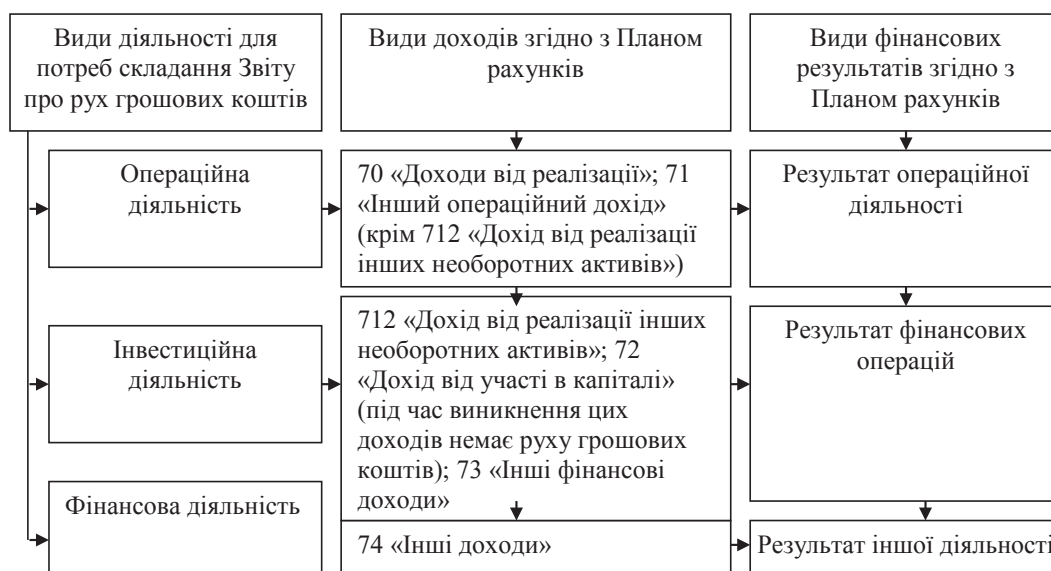 Види діяльності для
потреб складання Звіту
про рух грошових коштів
Види доходів згідно з Планом
рахунків
Види фінансових
результатів згідно з
Планом рахунків
Операційна
діяльність
70 «Доходи від реалізації»; 71
«Інший операційний дохід»
(крім 712 «Дохід від реалізації
інших необоротних активів»)
Результат операційної
діяльності
Інвестиційна
діяльність
712 «Дохід від реалізації інших
необоротних активів»; 72
«Дохід від участі в капіталі»
(під час виникнення цих
доходів немає руху грошових
коштів); 73 «Інші фінансові
доходи»
Результат фінансових
операцій
Фінансова діяльність
74 «Інші доходи»
Результат іншої діяльності